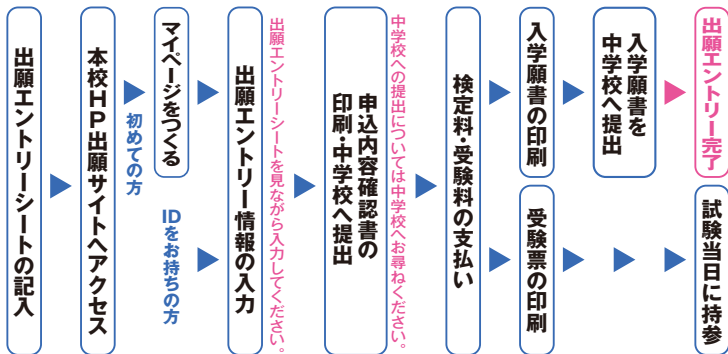 出願エントリーシートの記入
本校HP出願サイトへアクセス
初めての方
マイページをつくる
IDをお持ちの方
出願エントリー情報の入力
出願エントリーシートを見ながら入力してください。
申込内容確認書の
印刷・中学校へ提出
中学校への提出については中学校へお尋ねください。
検定料・受験料の支払い
入学願書の印刷
入学願書を
中学校へ提出
出願エントリー完了
受験票の印刷
試験当日に持参